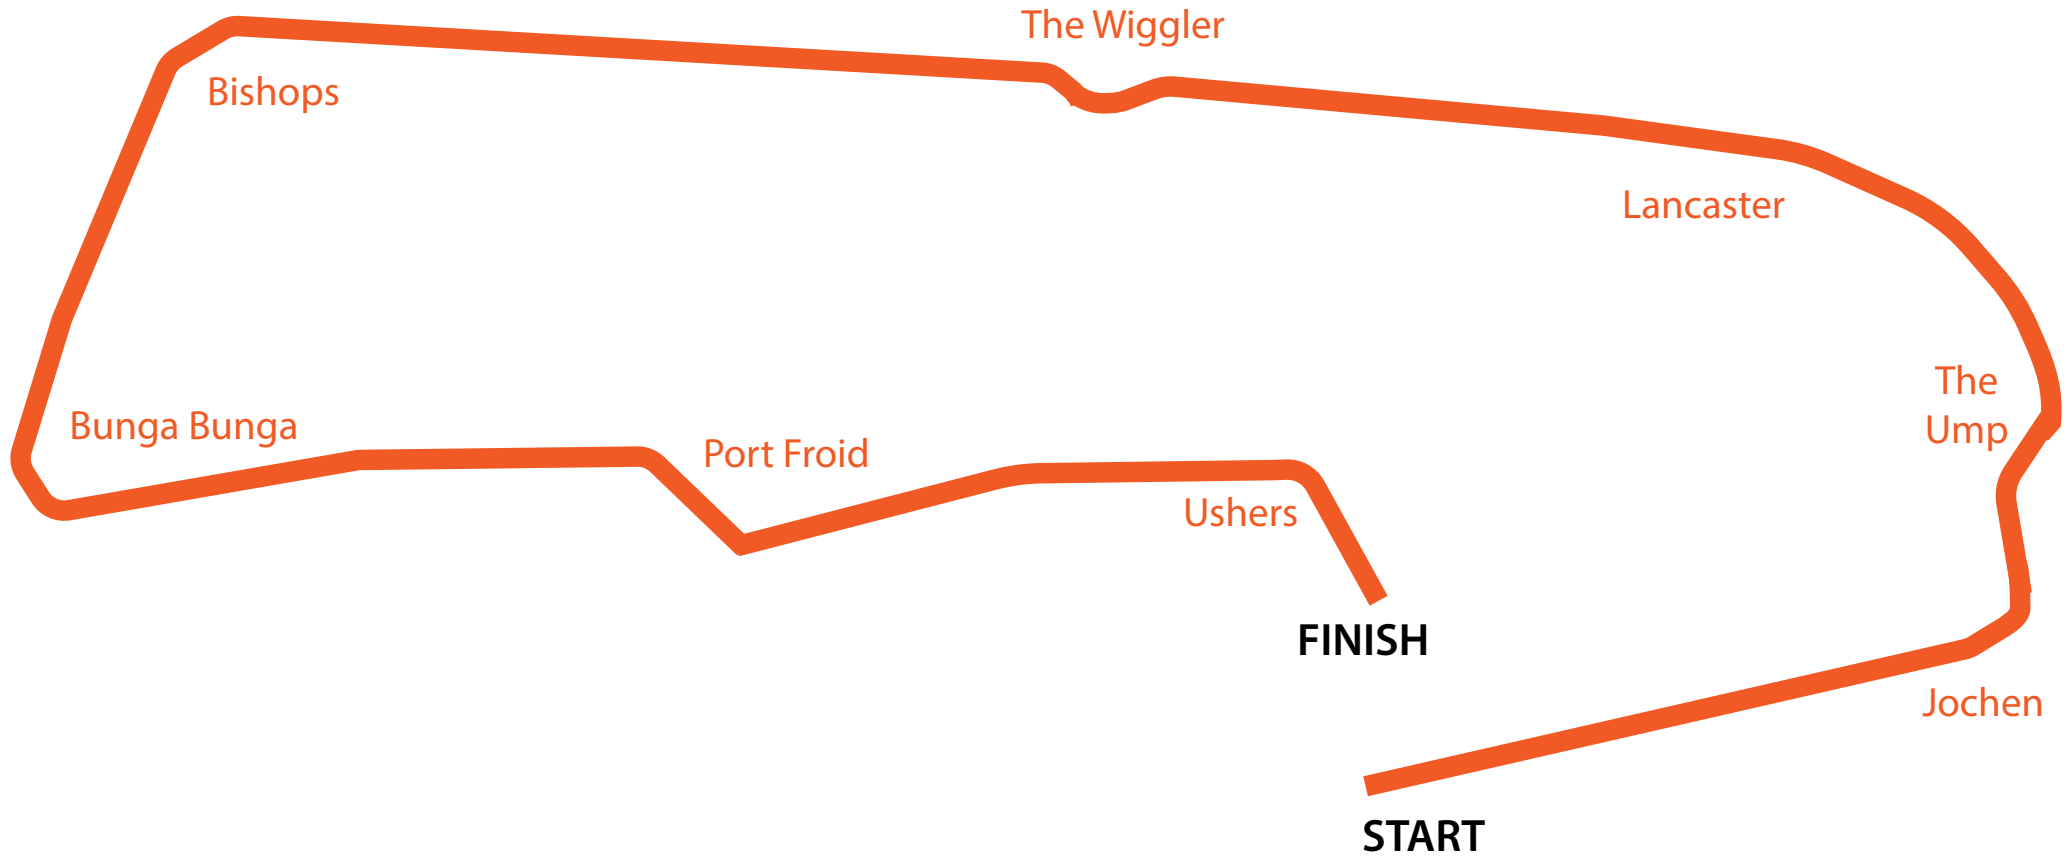 The Wiggler
Bishops
Lancaster
The
Ump
Bunga Bunga
Port Froid
Ushers
FINISH
Jochen
START